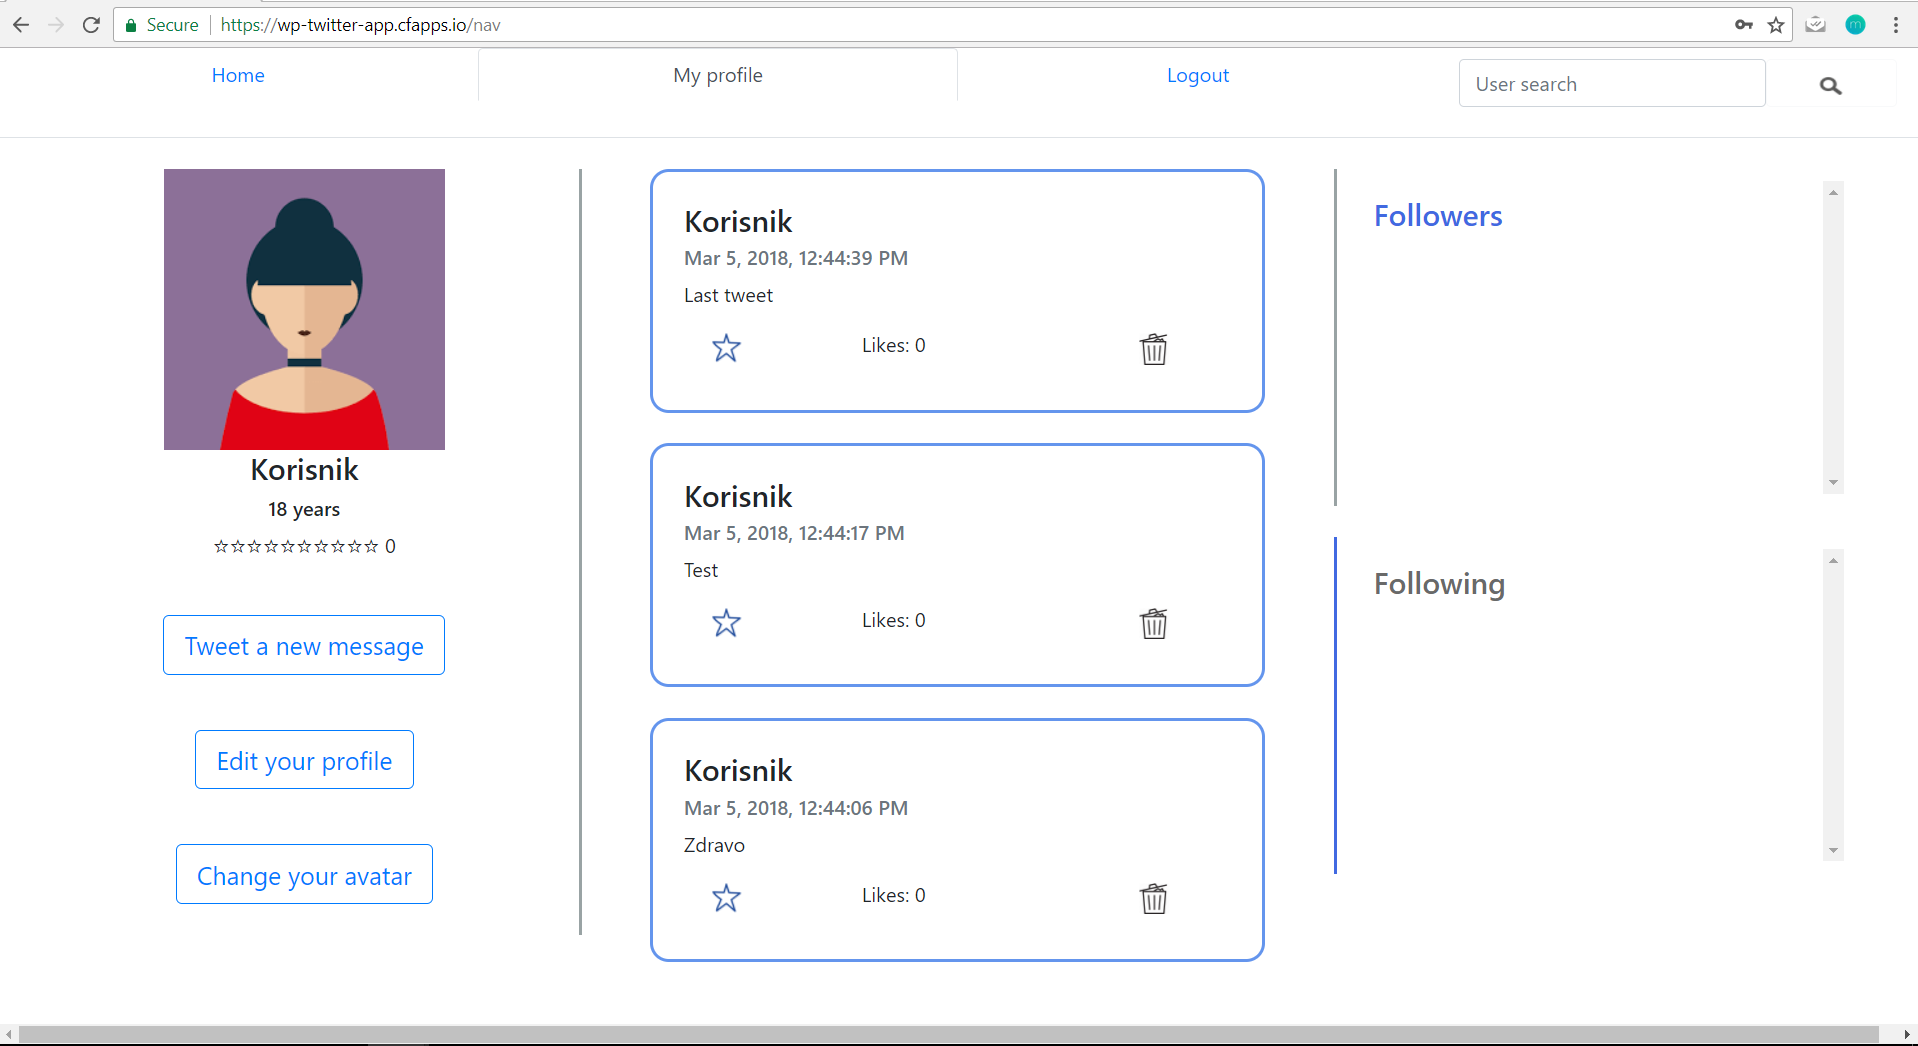 Secure https://wp-twitter-app.cfapps.io/nav
Home My profile Logout User search
Korisnik
18 years
☆☆☆☆☆☆☆☆☆☆ 0
Tweet a new message
Edit your profile
Change your avatar
Korisnik
Mar 5, 2018, 12:44:39 PM
Last tweet
Likes: 0
Korisnik
Mar 5, 2018, 12:44:17 PM
Test
Likes: 0
Korisnik
Mar 5, 2018, 12:44:06 PM
Zdravo
Likes: 0
Followers
Following